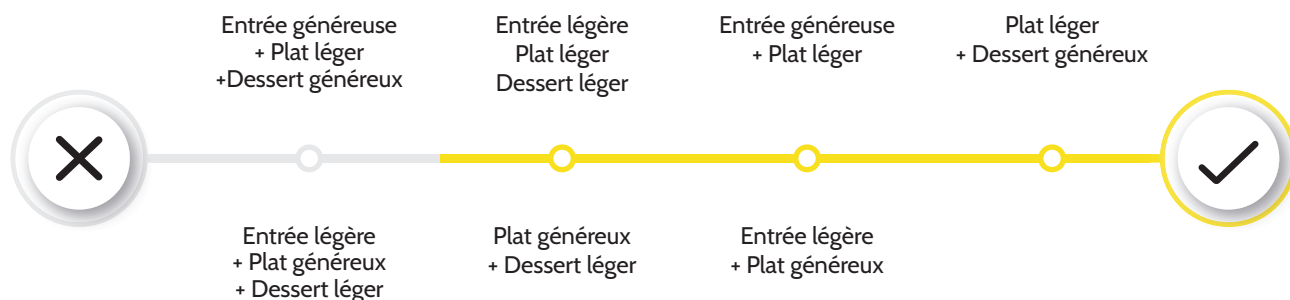 Entrée généreuse
+ Plat léger
+Dessert généreux
Entrée légère
Plat léger
Dessert léger
Entrée généreuse
+ Plat léger
Plat léger
+ Dessert généreux
Entrée légère
+ Plat généreux
+ Dessert léger
Plat généreux
+ Dessert léger
Entrée légère
+ Plat généreux